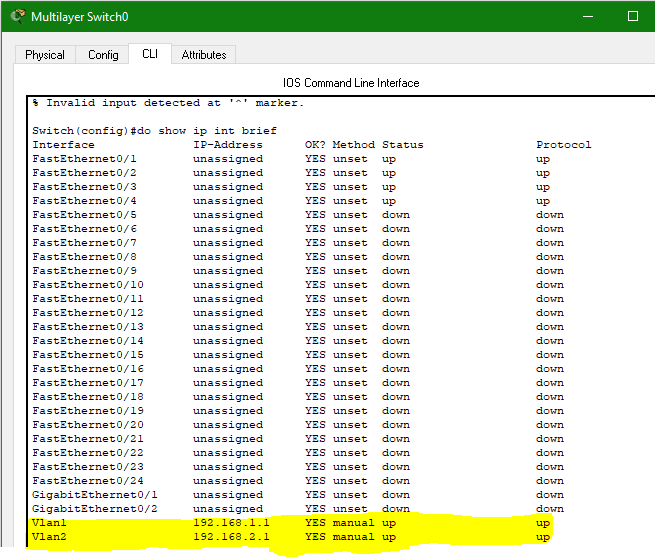 Multilayer Switch0
Physical Config CLI Attributes
IOS Command Line Interface
% Invalid input detected at '^' marker.
Switch(config)#do show ip int brief
Interface IP-Address OK? Method Status Protocol
FastEthernet0/1 unassigned YES unset up up
FastEthernet0/2 unassigned YES unset up up
FastEthernet0/3 unassigned YES unset up up
FastEthernet0/4 unassigned YES unset up up
FastEthernet0/5 unassigned YES unset down down
FastEthernet0/6 unassigned YES unset down down
FastEthernet0/7 unassigned YES unset down down
FastEthernet0/8 unassigned YES unset down down
FastEthernet0/9 unassigned YES unset down down
FastEthernet0/10 unassigned YES unset down down
FastEthernet0/11 unassigned YES unset down down
FastEthernet0/12 unassigned YES unset down down
FastEthernet0/13 unassigned YES unset down down
FastEthernet0/14 unassigned YES unset down down
FastEthernet0/15 unassigned YES unset down down
FastEthernet0/16 unassigned YES unset down down
FastEthernet0/17 unassigned YES unset down down
FastEthernet0/18 unassigned YES unset down down
FastEthernet0/19 unassigned YES unset down down
FastEthernet0/20 unassigned YES unset down down
FastEthernet0/21 unassigned YES unset down down
FastEthernet0/22 unassigned YES unset down down
FastEthernet0/23 unassigned YES unset down down
FastEthernet0/24 unassigned YES unset down down
GigabitEthernet0/1 unassigned YES unset down down
GigabitEthernet0/2 unassigned YES unset down down
Vlan1 192.168.1.1 YES manual up up
Vlan2 192.168.2.1 YES manual up up